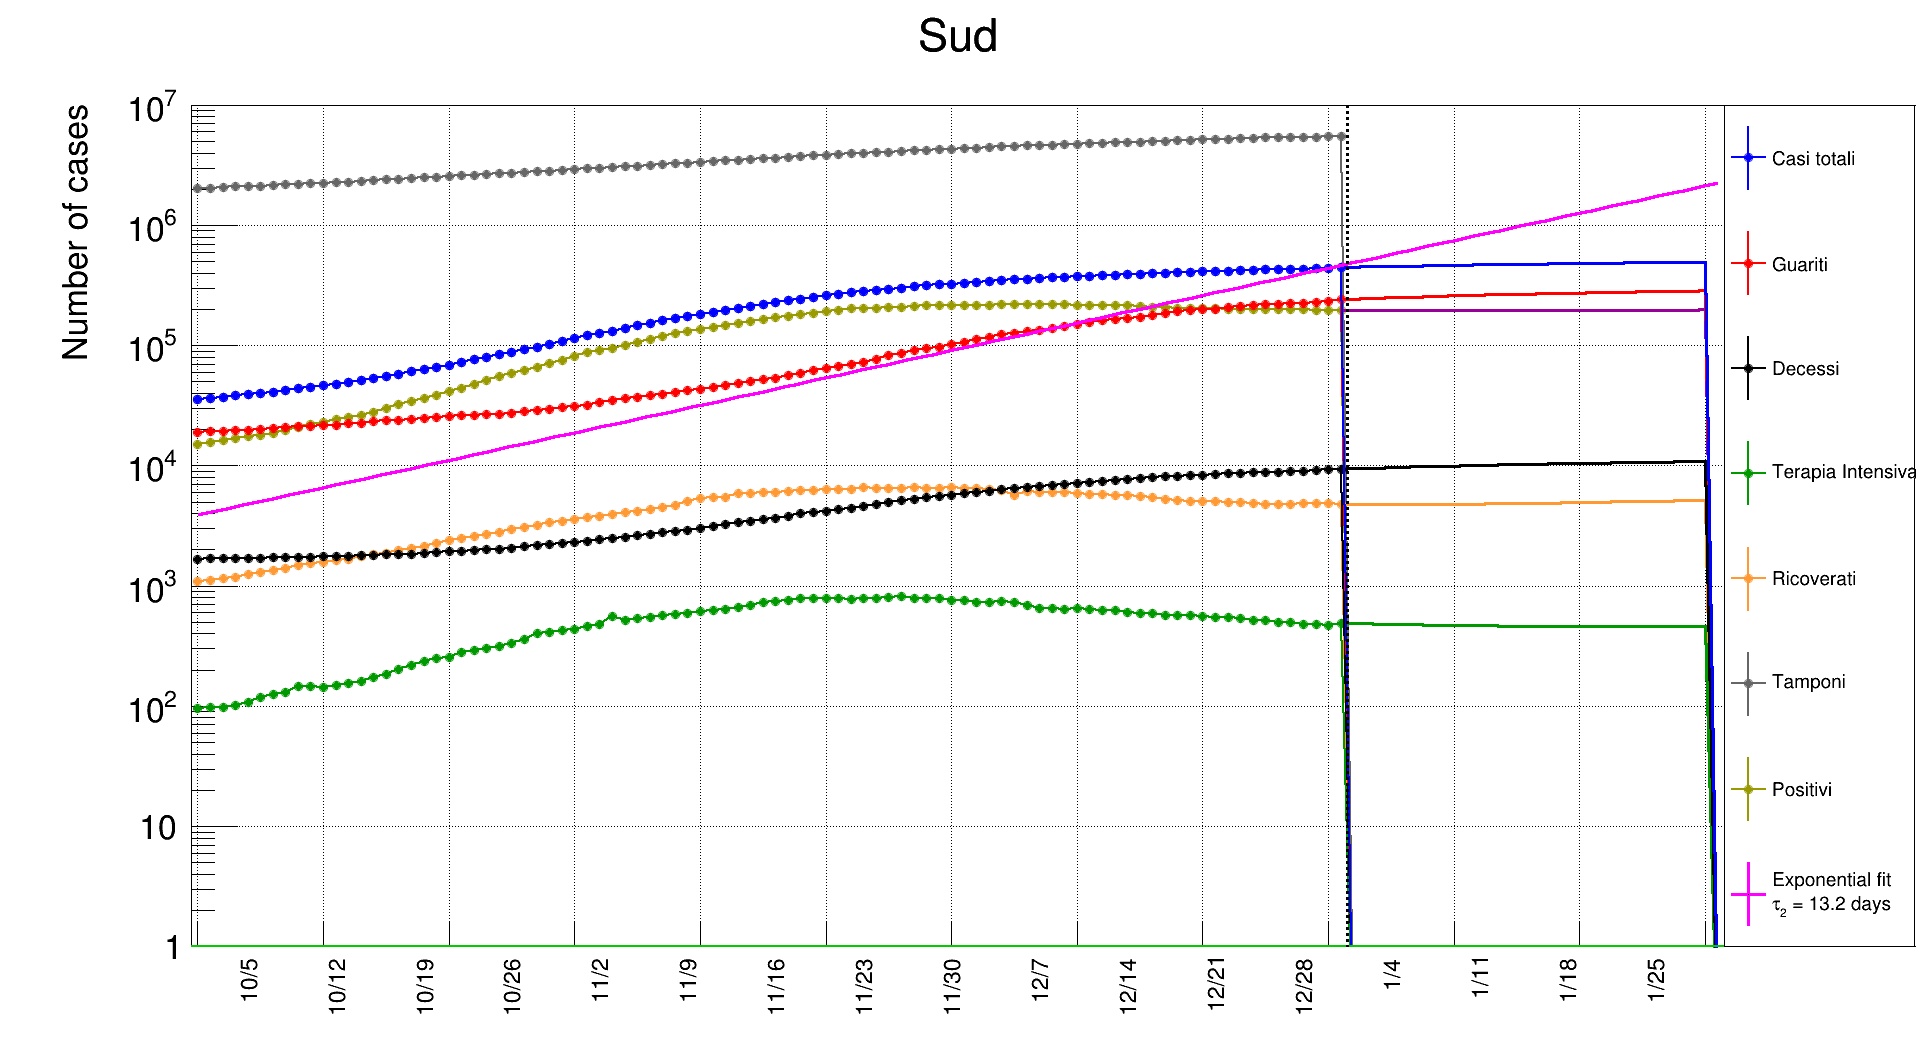 Sud
Number of cases
10^7
10^6
10^5
10^4
10^3
10^2
10
1
10/5
10/12
10/19
10/26
11/2
11/9
11/16
11/23
11/30
12/7
12/14
12/21
12/28
1/4
1/11
1/18
1/25
Casi totali
Guariti
Decessi
Terapia Intensiva
Ricoverati
Tamponi
Positivi
Exponential fit
τ₂ = 13.2 days